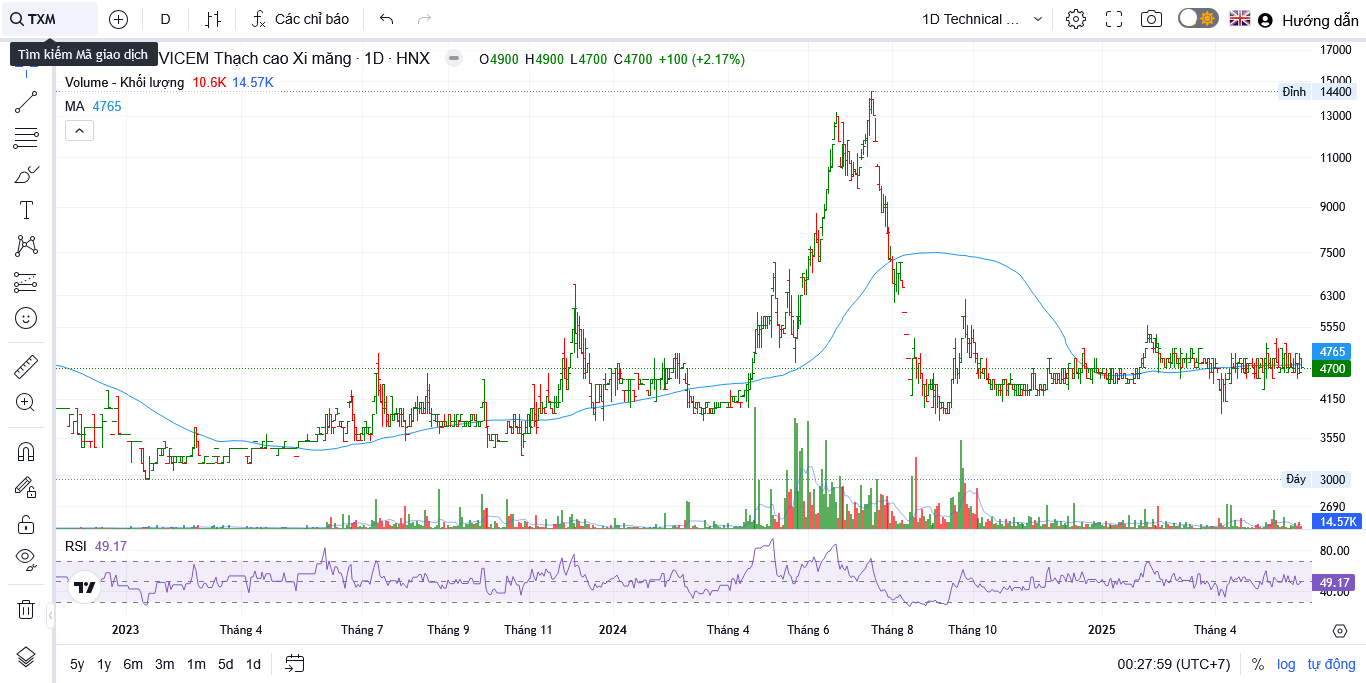 TXM D Các chỉ báo 1D Technical ... Hướng dẫn
Tìm kiếm Mã giao dịch
VICEM Thạch cao Xi măng · 1D · HNX O4900 H4900 L4700 C4700 +100 (+2.17%)
Volume - Khối lượng 10.6K 14.57K
MA 4765
17000
15000
Đỉnh 14400
13000
11000
9000
7500
6300
5550
4765
4700
4150
3550
Đáy 3000
2690
14.57K
RSI 49.17
80.00
49.17
40.00
2023 Tháng 4 Tháng 7 Tháng 9 Tháng 11 2024 Tháng 4 Tháng 6 Tháng 8 Tháng 10 2025 Tháng 4
5y 1y 6m 3m 1m 5d 1d 00:27:59 (UTC+7) % log tự động